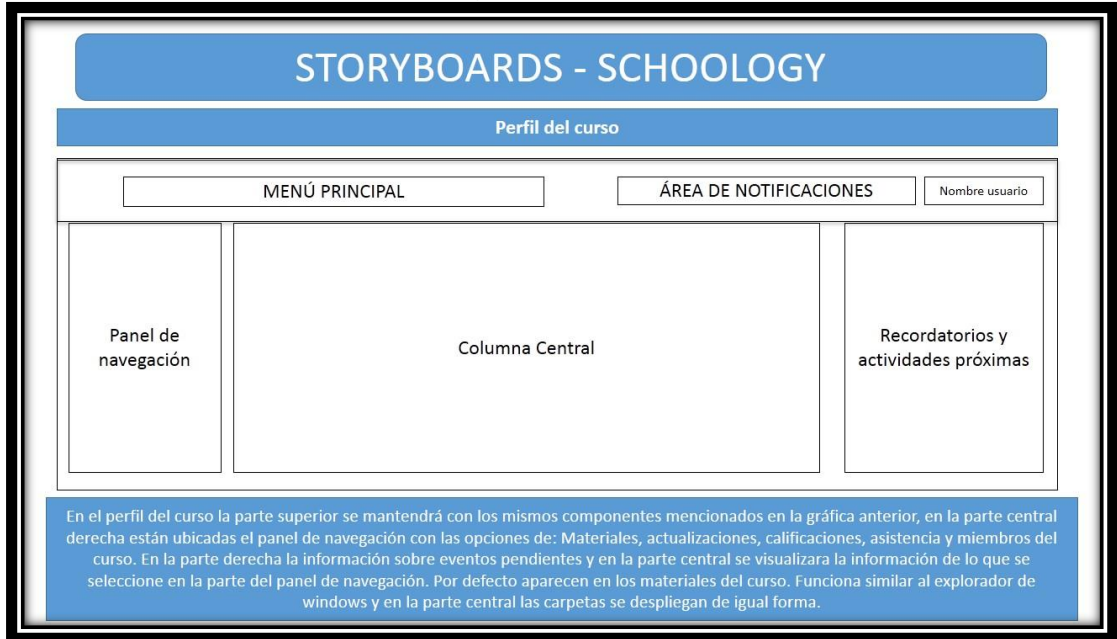 STORYBOARDS - SCHOOLOGY
Perfil del curso
MENÚ PRINCIPAL
ÁREA DE NOTIFICACIONES
Nombre usuario
Panel de
navegación
Columna Central
Recordatorios y
actividades próximas
En el perfil del curso la parte superior se mantendrá con los mismos componentes mencionados en la gráfica anterior, en la parte central
derecha están ubicadas el panel de navegación con las opciones de: Materiales, actualizaciones, calificaciones, asistencia y miembros del
curso. En la parte derecha la información sobre eventos pendientes y en la parte central se visualizara la información de lo que se
seleccione en la parte del panel de navegación. Por defecto aparecen en los materiales del curso. Funciona similar al explorador de
windows y en la parte central las carpetas se despliegan de igual forma.